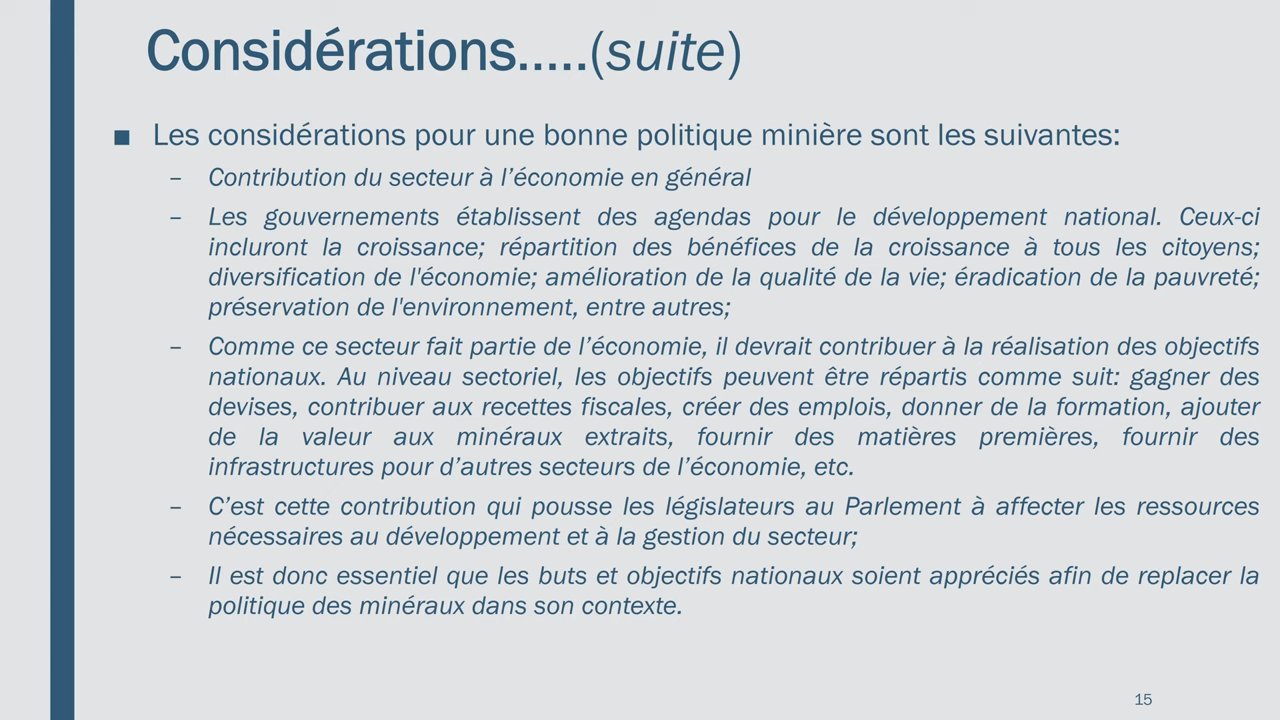 Considérations.....(suite)
■ Les considérations pour une bonne politique minière sont les suivantes:
– Contribution du secteur à l’économie en général
– Les gouvernements établissent des agendas pour le développement national. Ceux-ci
incluront la croissance; répartition des bénéfices de la croissance à tous les citoyens;
diversification de l'économie; amélioration de la qualité de la vie; éradication de la pauvreté;
préservation de l'environnement, entre autres;
– Comme ce secteur fait partie de l’économie, il devrait contribuer à la réalisation des objectifs
nationaux. Au niveau sectoriel, les objectifs peuvent être répartis comme suit: gagner des
devises, contribuer aux recettes fiscales, créer des emplois, donner de la formation, ajouter
de la valeur aux minéraux extraits, fournir des matières premières, fournir des
infrastructures pour d’autres secteurs de l’économie, etc.
– C’est cette contribution qui pousse les législateurs au Parlement à affecter les ressources
nécessaires au développement et à la gestion du secteur;
– Il est donc essentiel que les buts et objectifs nationaux soient appréciés afin de replacer la
politique des minéraux dans son contexte.
15